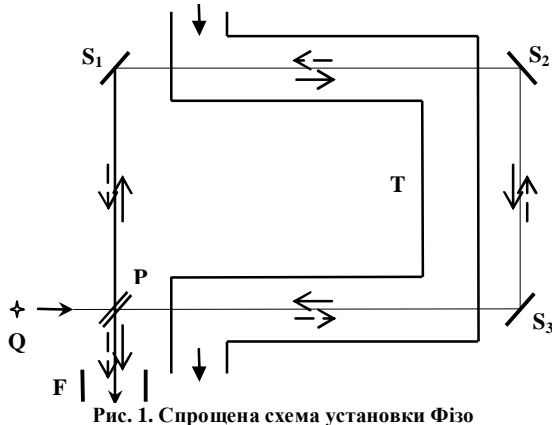 S₁
S₂
T
P
Q
S₃
F
Рис. 1. Спрощена схема установки Фізо